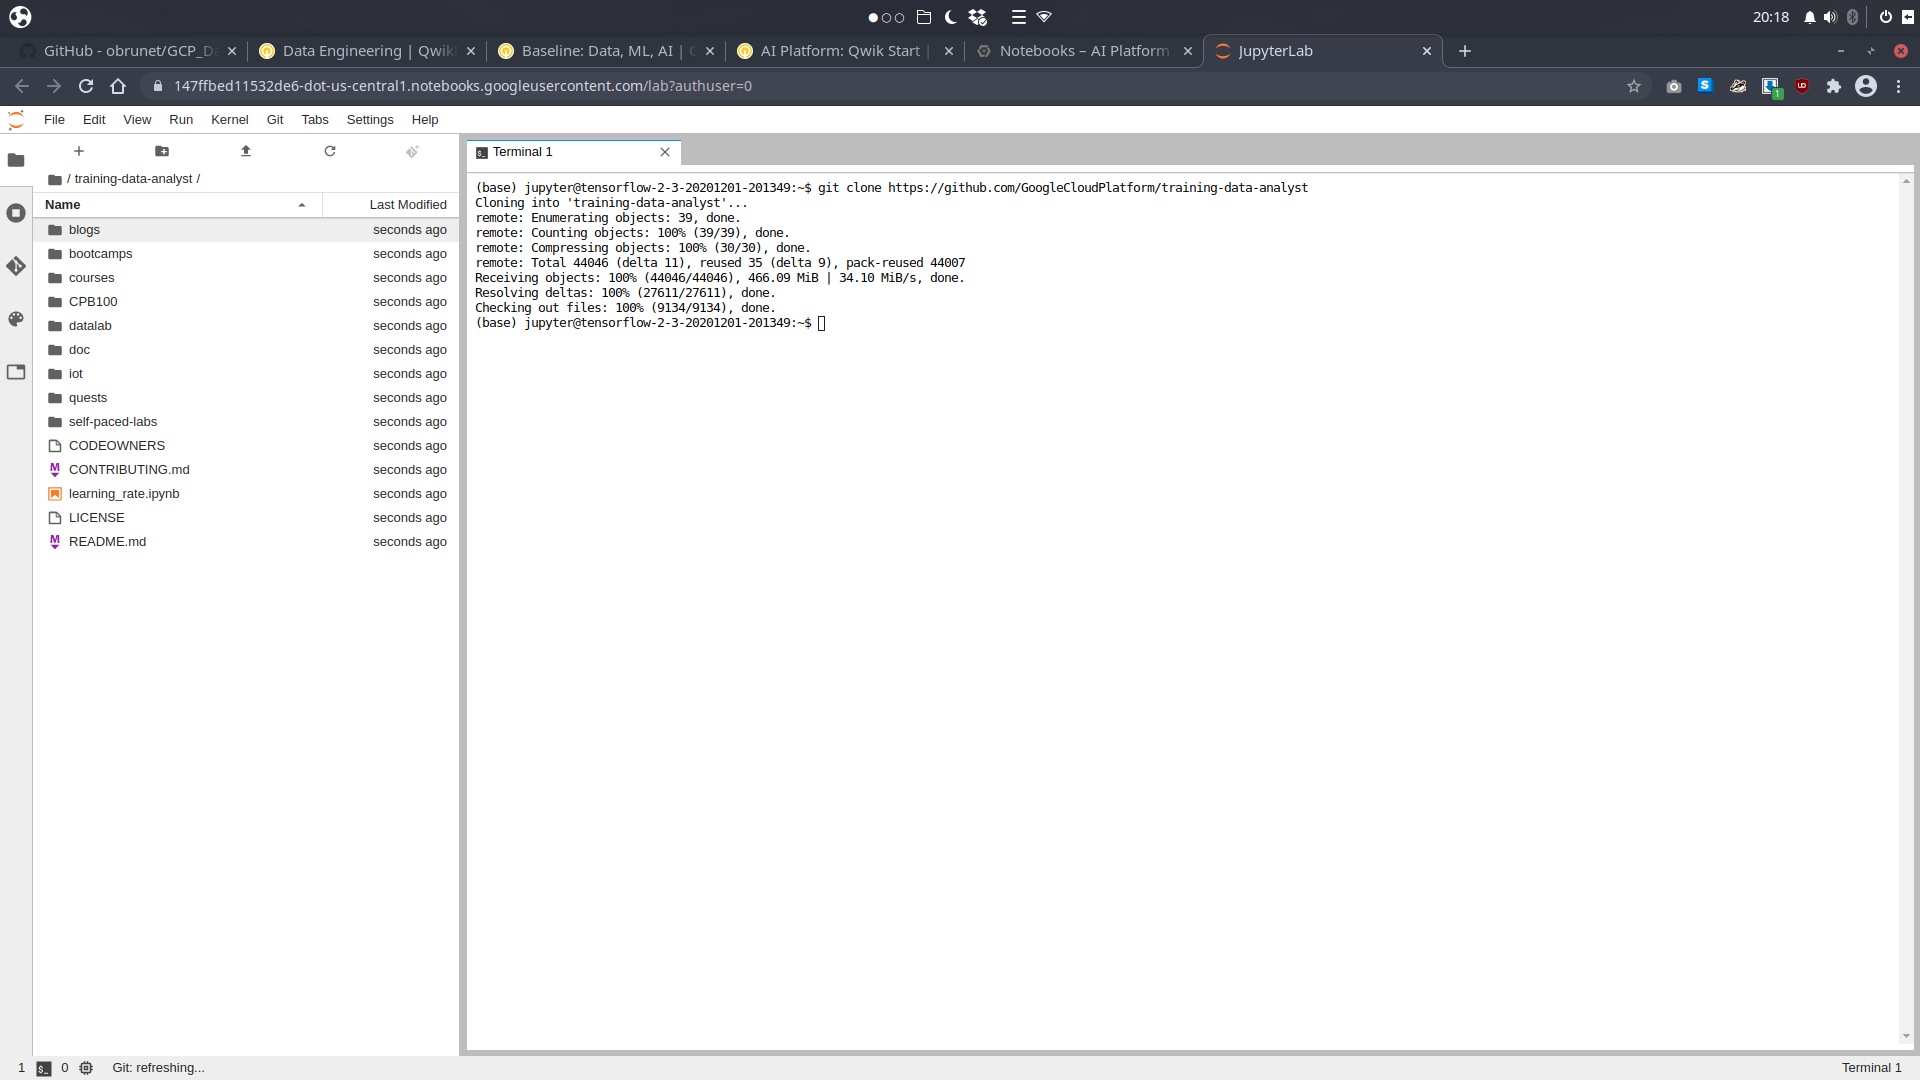 20:18
GitHub - obrunet/GCP_Da
Data Engineering | Qwikl
Baseline: Data, ML, AI | Q
AI Platform: Qwik Start |
Notebooks – AI Platform
JupyterLab
147ffbed11532de6-dot-us-central1.notebooks.googleusercontent.com/lab?authuser=0
S
1
File Edit View Run Kernel Git Tabs Settings Help
/ training-data-analyst /
Name Last Modified
blogs seconds ago
bootcamps seconds ago
courses seconds ago
CPB100 seconds ago
datalab seconds ago
doc seconds ago
iot seconds ago
quests seconds ago
self-paced-labs seconds ago
CODEOWNERS seconds ago
CONTRIBUTING.md seconds ago
learning_rate.ipynb seconds ago
LICENSE seconds ago
README.md seconds ago
Terminal 1
(base) jupyter@tensorflow-2-3-20201201-201349:~$ git clone https://github.com/GoogleCloudPlatform/training-data-analyst
Cloning into 'training-data-analyst'...
remote: Enumerating objects: 39, done.
remote: Counting objects: 100% (39/39), done.
remote: Compressing objects: 100% (30/30), done.
remote: Total 44046 (delta 11), reused 35 (delta 9), pack-reused 44007
Receiving objects: 100% (44046/44046), 466.09 MiB | 34.10 MiB/s, done.
Resolving deltas: 100% (27611/27611), done.
Checking out files: 100% (9134/9134), done.
(base) jupyter@tensorflow-2-3-20201201-201349:~$
1 0 Git: refreshing... Terminal 1